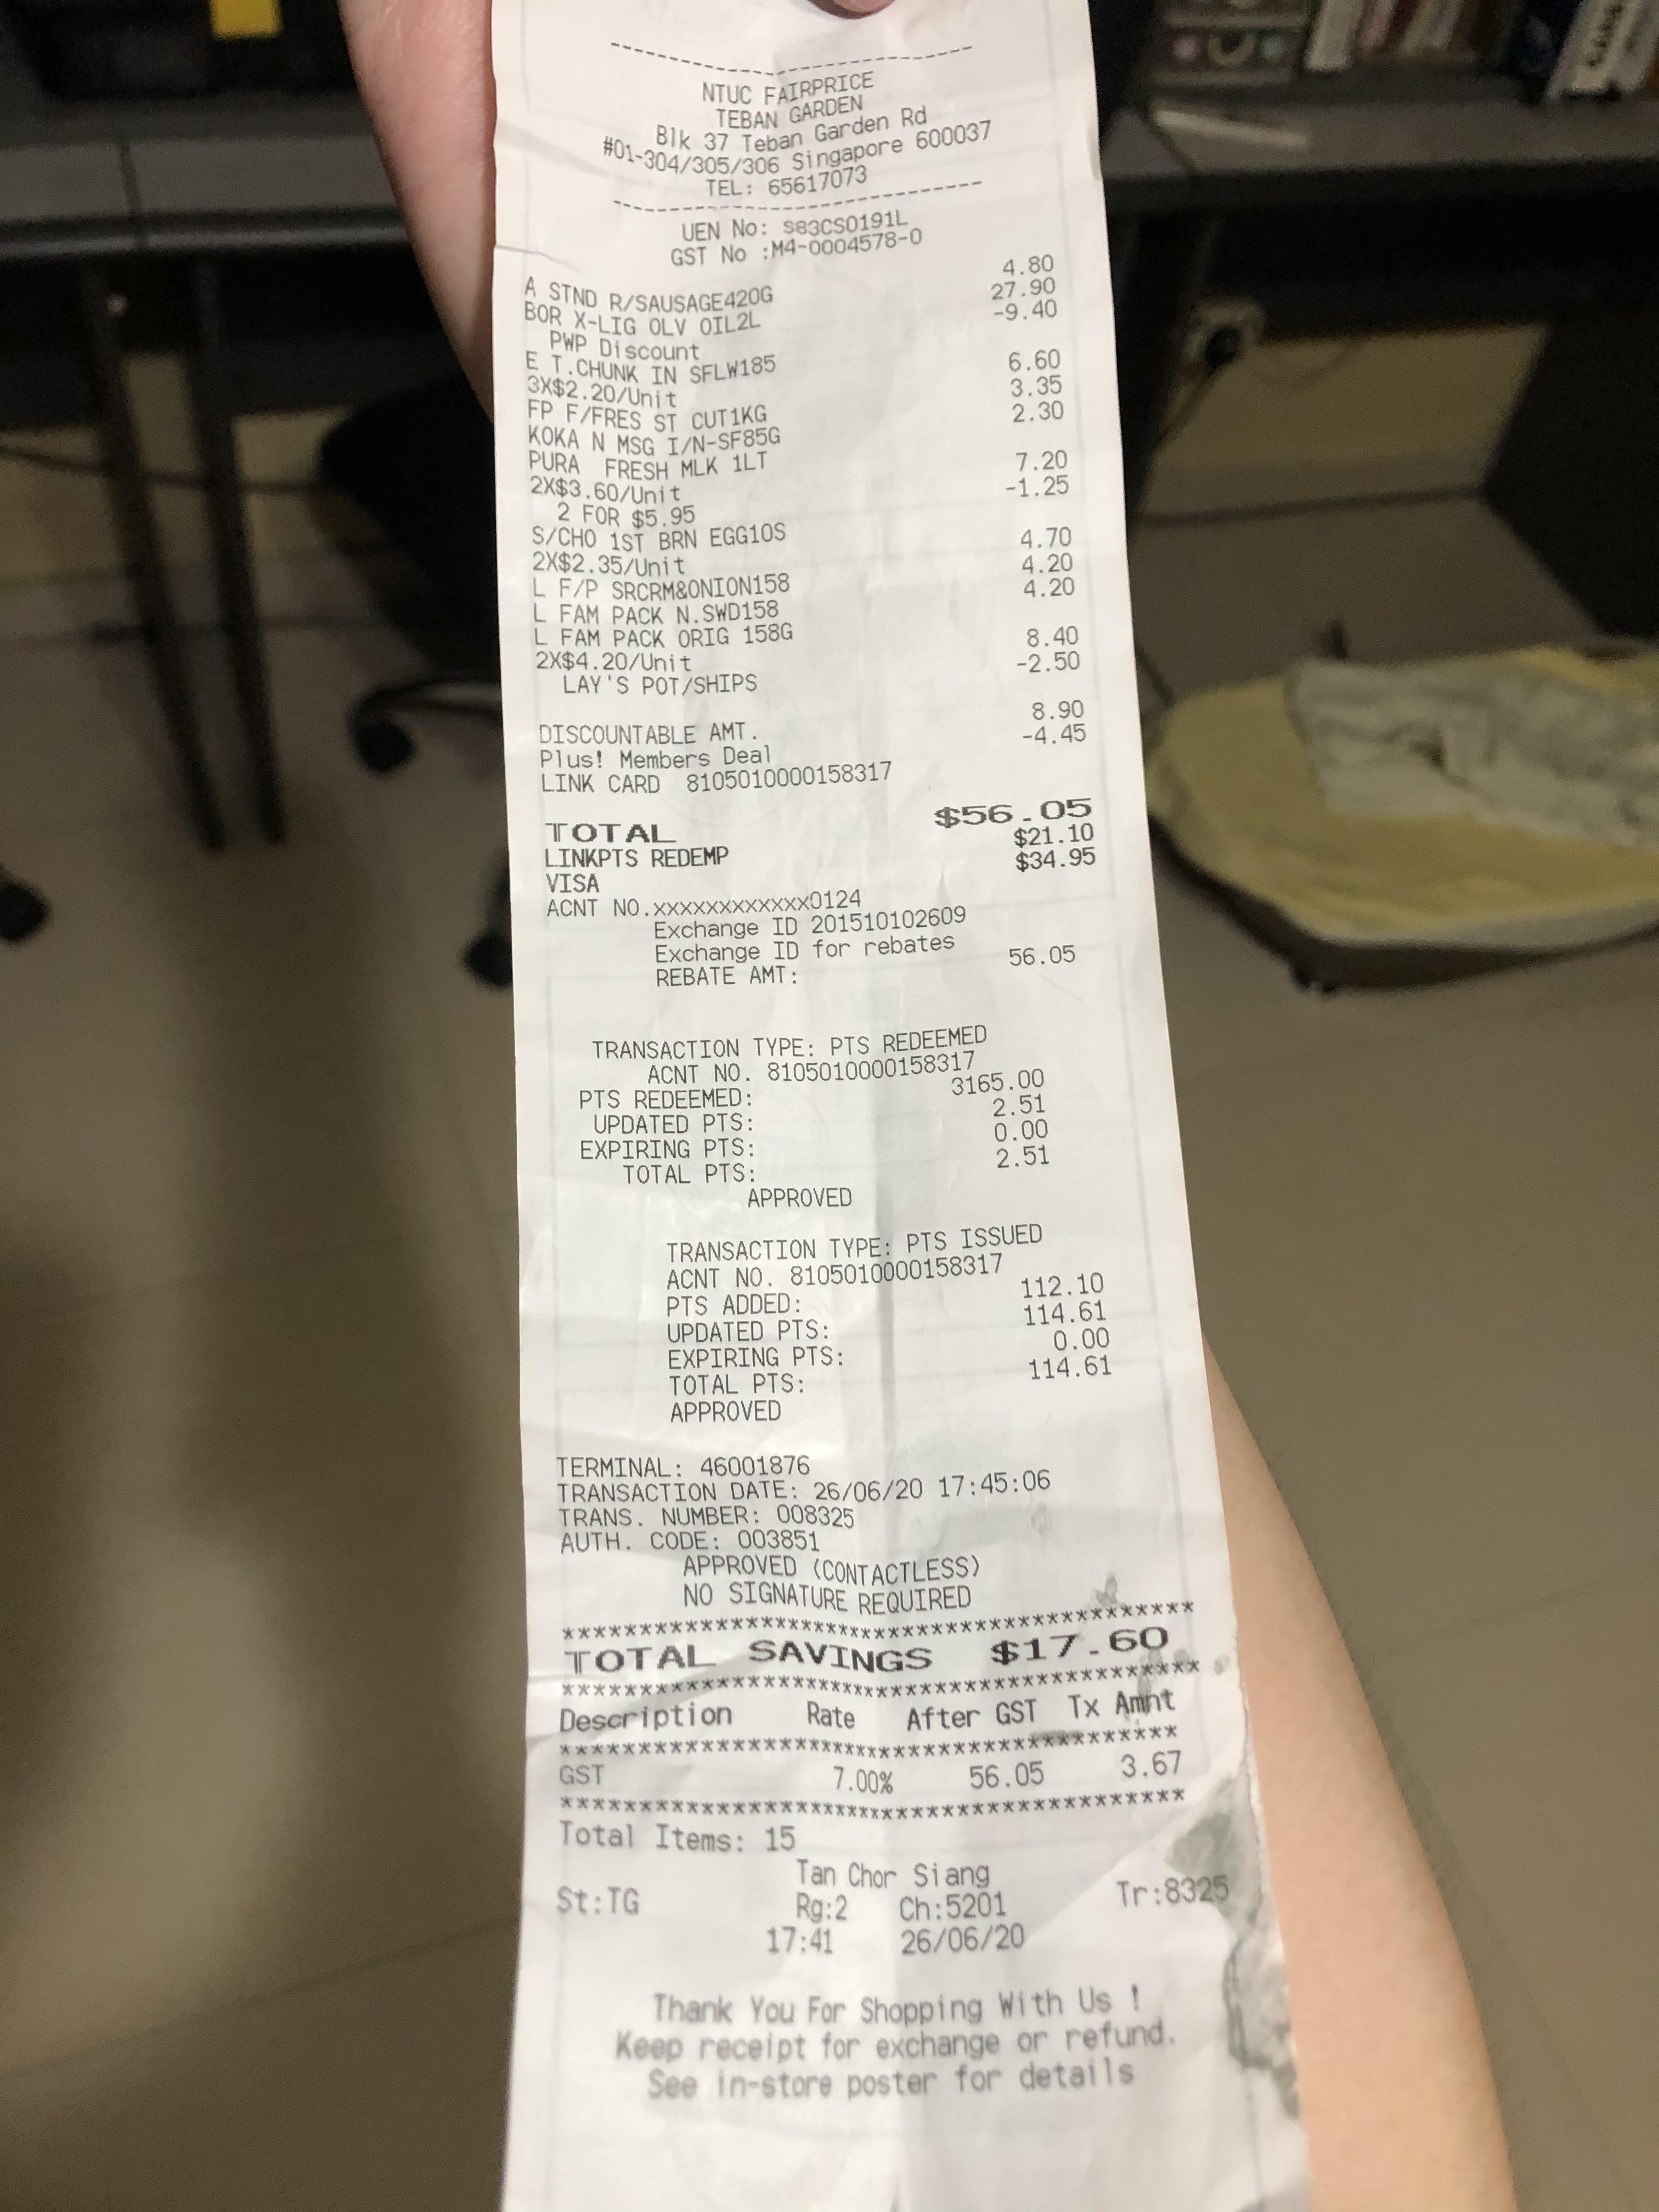 --------------------------------
NTUC FAIRPRICE
TEBAN GARDEN
Blk 37 Teban Garden Rd
#01-304/305/306 Singapore 600037
TEL: 65617073
--------------------------------
UEN No: S83CS0191L
GST No :M4-0004578-0
A STND R/SAUSAGE420G 4.80
BOR X-LIG OLV OIL2L 27.90
PWP Discount -9.40
E T.CHUNK IN SFLW185
3X$2.20/Unit 6.60
FP F/FRES ST CUT1KG 3.35
KOKA N MSG I/N-SF85G 2.30
PURA FRESH MLK 1LT
2X$3.60/Unit 7.20
2 FOR $5.95 -1.25
S/CHO 1ST BRN EGG10S
2X$2.35/Unit 4.70
L F/P SRCRM&ONION158 4.20
L FAM PACK N.SWD158 4.20
L FAM PACK ORIG 158G
2X$4.20/Unit 8.40
LAY'S POT/SHIPS -2.50
DISCOUNTABLE AMT. 8.90
Plus! Members Deal -4.45
LINK CARD 8105010000158317
TOTAL $56.05
LINKPTS REDEMP $21.10
VISA $34.95
ACNT NO.xxxxxxxxxxxx0124
Exchange ID 201510102609
Exchange ID for rebates
REBATE AMT: 56.05
TRANSACTION TYPE: PTS REDEEMED
ACNT NO. 8105010000158317
PTS REDEEMED: 3165.00
UPDATED PTS: 2.51
EXPIRING PTS: 0.00
TOTAL PTS: 2.51
APPROVED
TRANSACTION TYPE: PTS ISSUED
ACNT NO. 8105010000158317
PTS ADDED: 112.10
UPDATED PTS: 114.61
EXPIRING PTS: 0.00
TOTAL PTS: 114.61
APPROVED
TERMINAL: 46001876
TRANSACTION DATE: 26/06/20 17:45:06
TRANS. NUMBER: 008325
AUTH. CODE: 003851
APPROVED (CONTACTLESS)
NO SIGNATURE REQUIRED
****************************************
TOTAL SAVINGS $17.60
****************************************
Description Rate After GST Tx Amnt
****************************************
GST 7.00% 56.05 3.67
****************************************
Total Items: 15
Tan Chor Siang
St:TG Rg:2 Ch:5201 Tr:8325
17:41 26/06/20
Thank You For Shopping With Us !
Keep receipt for exchange or refund.
See in-store poster for details